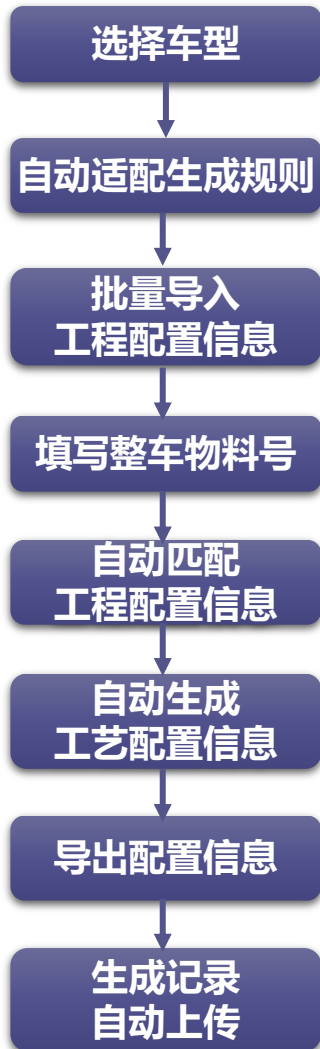 选择车型
自动适配生成规则
批量导入
工程配置信息
填写整车物料号
自动匹配
工程配置信息
自动生成
工艺配置信息
导出配置信息
生成记录
自动上传